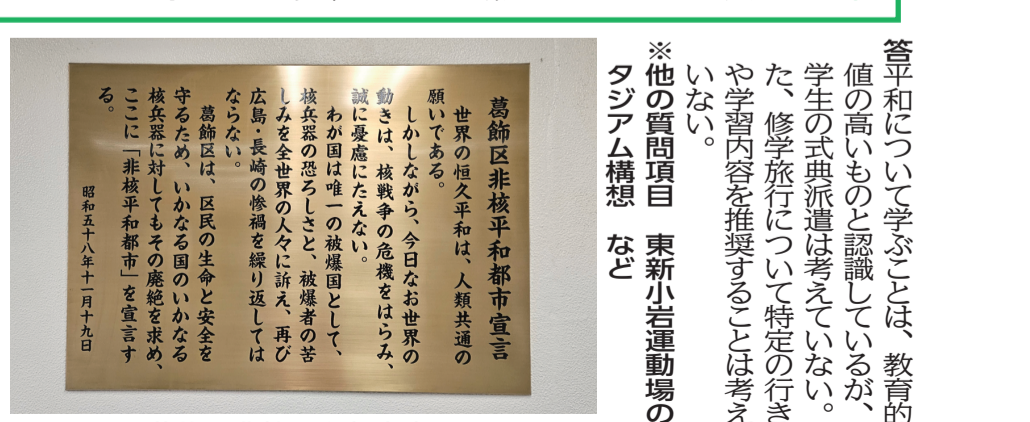 答平和について学ぶことは、教育的
値の高いものと認識しているが、
学生の式典派遣は考えていない。
た、修学旅行について特定の行き
や学習内容を推奨することは考え
いない。
※他の質問項目 東新小岩運動場の
タジアム構想 など
葛飾区非核平和都市宣言
世界の恒久平和は、人類共通の
願いである。
しかしながら、今日なお世界の
動きは、核戦争の危機をはらみ、
誠に憂慮にたえない。
わが国は唯一の被爆国として、
核兵器の恐ろしさと、被爆者の苦
しみを全世界の人々に訴え、再び
広島・長崎の惨禍を繰り返しては
ならない。
葛飾区は、区民の生命と安全を
守るため、いかなる国のいかなる
核兵器に対してもその廃絶を求め、
ここに「非核平和都市」を宣言す
る。
昭和五十八年十一月十九日